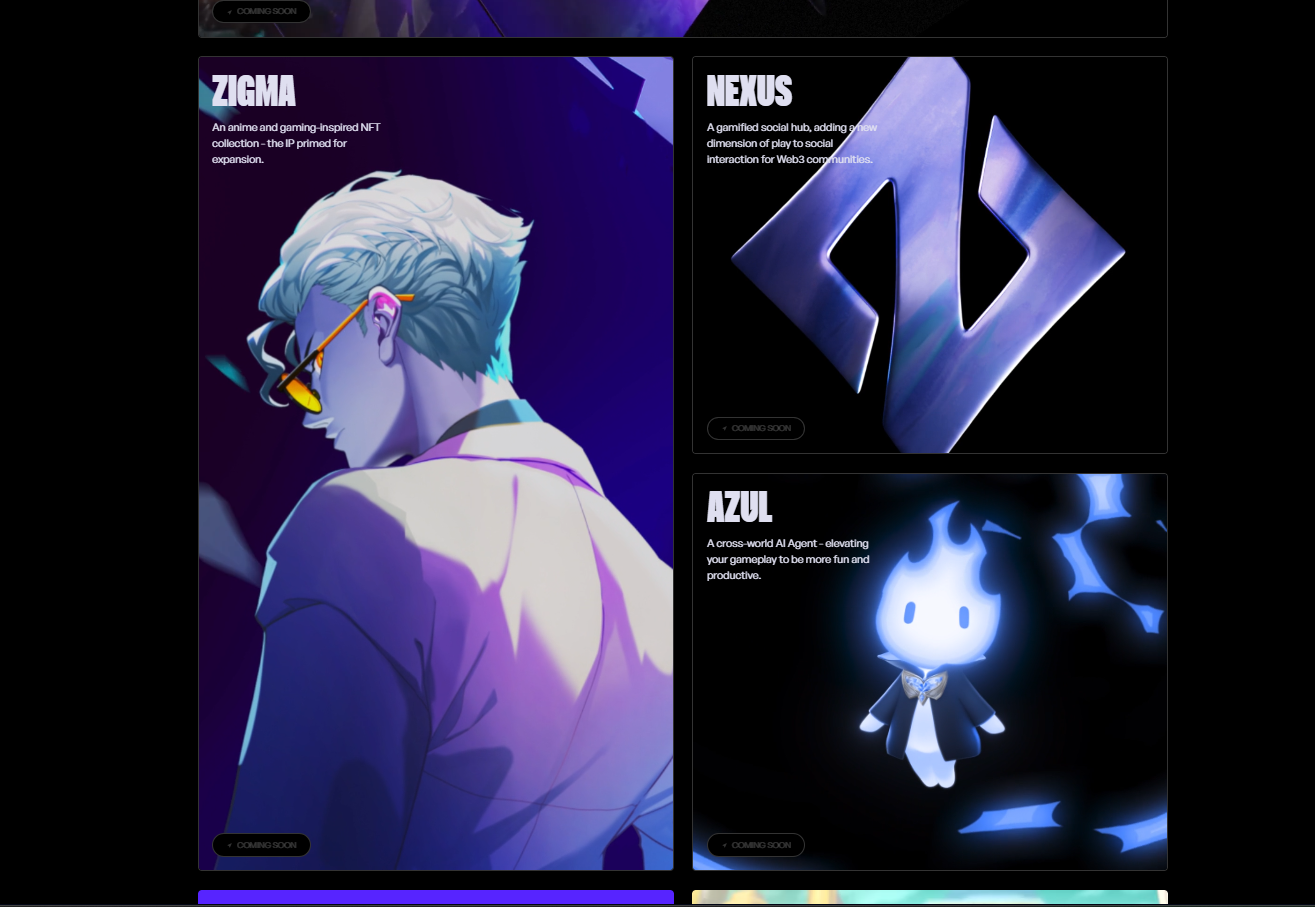 COMING SOON
ZIGMA
An anime and gaming-inspired NFT
collection - the IP primed for
expansion.
COMING SOON
NEXUS
A gamified social hub, adding a new
dimension of play to social
interaction for Web3 communities.
COMING SOON
AZUL
A cross-world AI Agent - elevating
your gameplay to be more fun and
productive.
COMING SOON